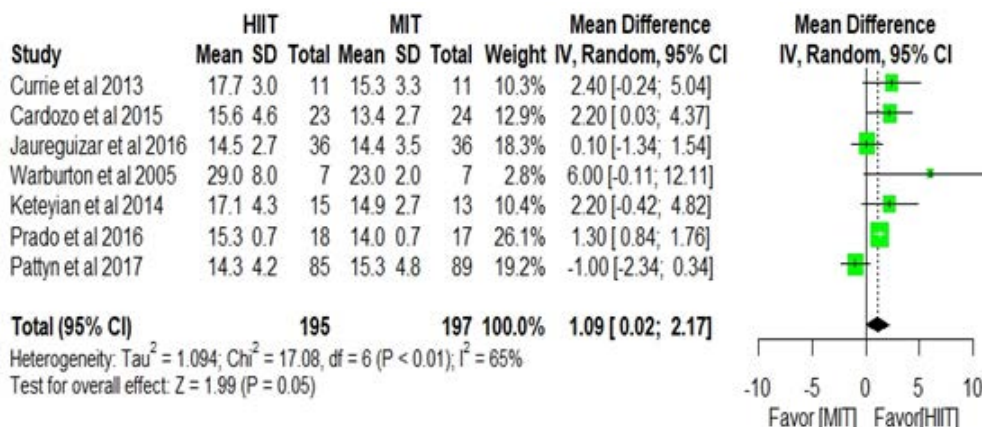 HIIT MIT Mean Difference Mean Difference
Study Mean SD Total Mean SD Total Weight IV, Random, 95% CI IV, Random, 95% CI
Currie et al 2013 17.7 3.0 11 15.3 3.3 11 10.3% 2.40 [-0.24; 5.04]
Cardozo et al 2015 15.6 4.6 23 13.4 2.7 24 12.9% 2.20 [ 0.03; 4.37]
Jaureguizar et al 2016 14.5 2.7 36 14.4 3.5 36 18.3% 0.10 [-1.34; 1.54]
Warburton et al 2005 29.0 8.0 7 23.0 2.0 7 2.8% 6.00 [-0.11; 12.11]
Keteyian et al 2014 17.1 4.3 15 14.9 2.7 13 10.4% 2.20 [-0.42; 4.82]
Prado et al 2016 15.3 0.7 18 14.0 0.7 17 26.1% 1.30 [ 0.84; 1.76]
Pattyn et al 2017 14.3 4.2 85 15.3 4.8 89 19.2% -1.00 [-2.34; 0.34]
Total (95% CI) 195 197 100.0% 1.09 [ 0.02; 2.17]
Heterogeneity: Tau² = 1.094; Chi² = 17.08, df = 6 (P < 0.01); I² = 65%
Test for overall effect: Z = 1.99 (P = 0.05)
-10 -5 0 5 10
Favor [MIT] Favor[HIIT]